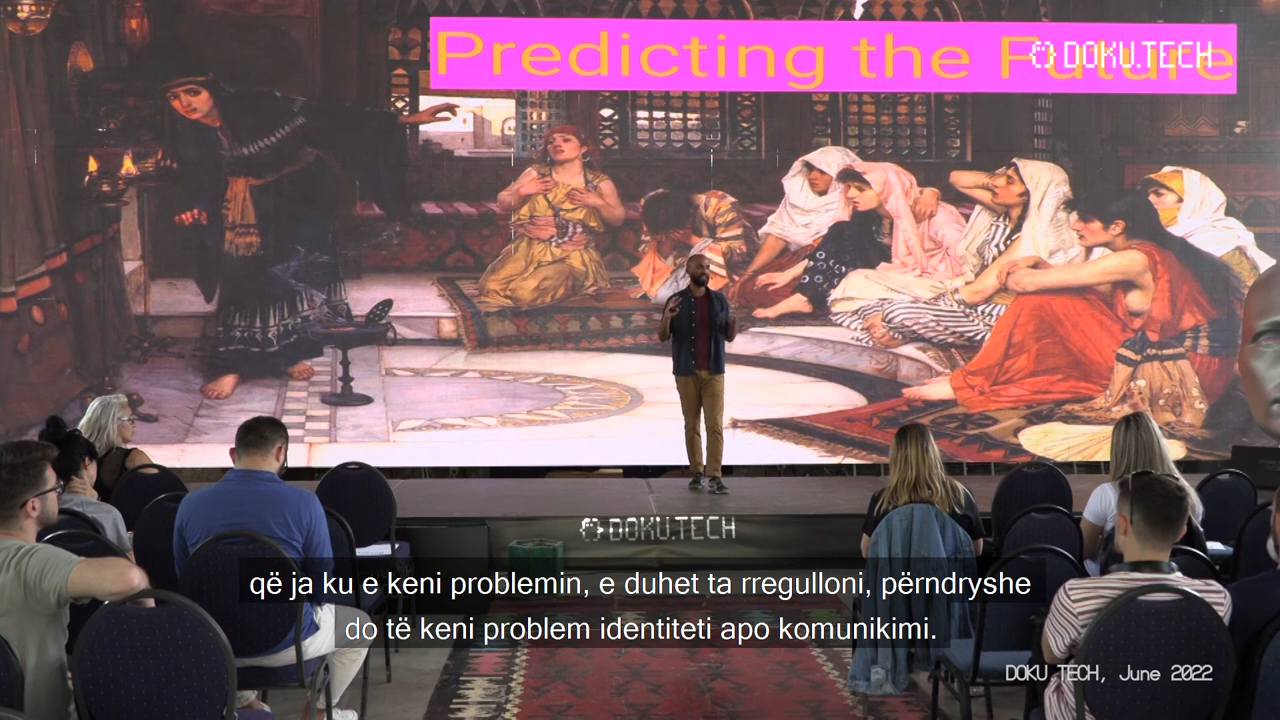 Predicting the Future
DOKU.TECH
DOKU.TECH
që ja ku e keni problemin, e duhet ta rregulloni, përndryshe
do të keni problem identiteti apo komunikimi.
DOKU.TECH, June 2022